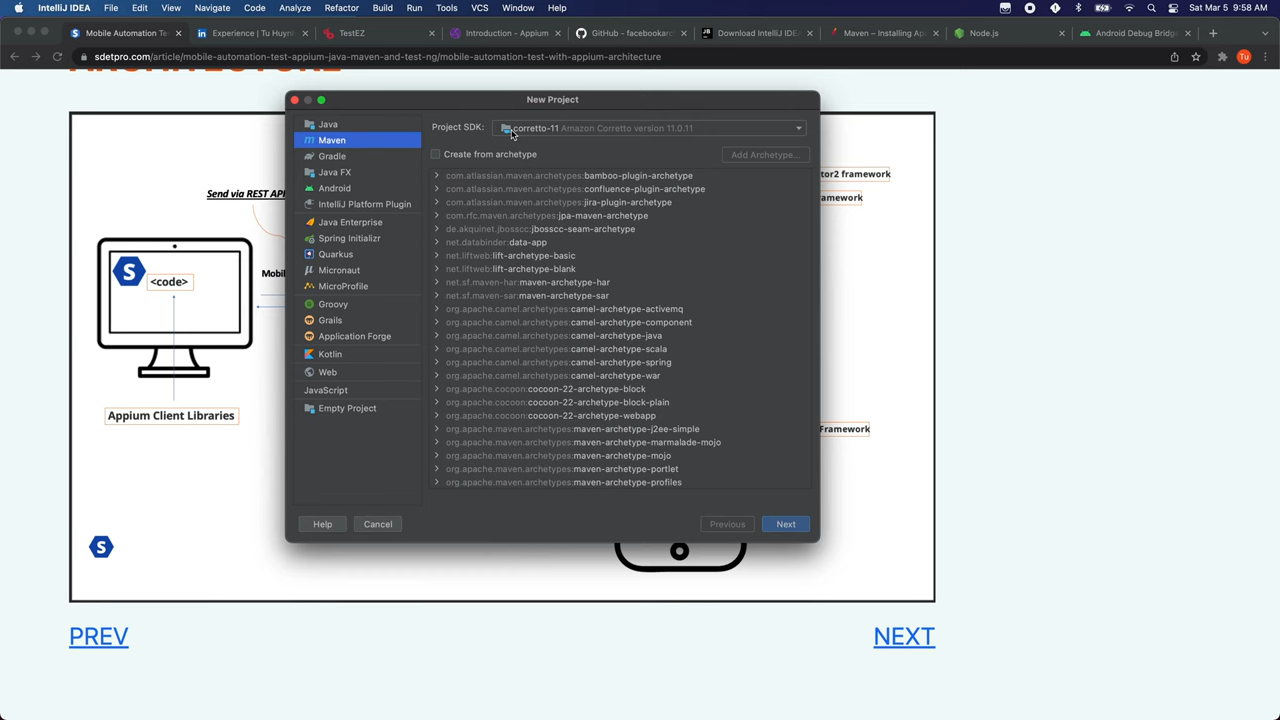 IntelliJ IDEA File Edit View Navigate Code Analyze Refactor Build Run Tools VCS Window Help Sat Mar 5 9:58 AM
Mobile Automation Te LinkedIn Experience | Tu Huynh TestEZ Introduction - Appium GitHub - facebookarc Download IntelliJ IDEA Maven – Installing Ap Node.js Android Debug Bridge
sdetpro.com/article/mobile-automation-test-appium-java-maven-and-test-ng/mobile-automation-test-with-appium-architecture Tu
ARCHITECTURE
New Project
Java
Maven
Gradle
Java FX
Android
IntelliJ Platform Plugin
Java Enterprise
Spring Initializr
Quarkus
Micronaut
MicroProfile
Groovy
Grails
Application Forge
Kotlin
Web
JavaScript
Empty Project
Project SDK: corretto-11 Amazon Corretto version 11.0.11
Create from archetype Add Archetype...
com.atlassian.maven.archetypes:bamboo-plugin-archetype
com.atlassian.maven.archetypes:confluence-plugin-archetype
com.atlassian.maven.archetypes:jira-plugin-archetype
com.rfc.maven.archetypes:jpa-maven-archetype
de.akquinet.jbosscc:jbosscc-seam-archetype
net.databinder:data-app
net.liftweb:lift-archetype-basic
net.liftweb:lift-archetype-blank
net.sf.maven-har:maven-archetype-har
net.sf.maven-sar:maven-archetype-sar
org.apache.camel.archetypes:camel-archetype-activemq
org.apache.camel.archetypes:camel-archetype-component
org.apache.camel.archetypes:camel-archetype-java
org.apache.camel.archetypes:camel-archetype-scala
org.apache.camel.archetypes:camel-archetype-spring
org.apache.camel.archetypes:camel-archetype-war
org.apache.cocoon:cocoon-22-archetype-block
org.apache.cocoon:cocoon-22-archetype-block-plain
org.apache.cocoon:cocoon-22-archetype-webapp
org.apache.maven.archetypes:maven-archetype-j2ee-simple
org.apache.maven.archetypes:maven-archetype-marmalade-mojo
org.apache.maven.archetypes:maven-archetype-mojo
org.apache.maven.archetypes:maven-archetype-portlet
org.apache.maven.archetypes:maven-archetype-profiles
Help Cancel Previous Next
Send via REST AP
Mobil
S <code>
Appium Client Libraries
tor2 framework
amework
Framework
S
PREV NEXT